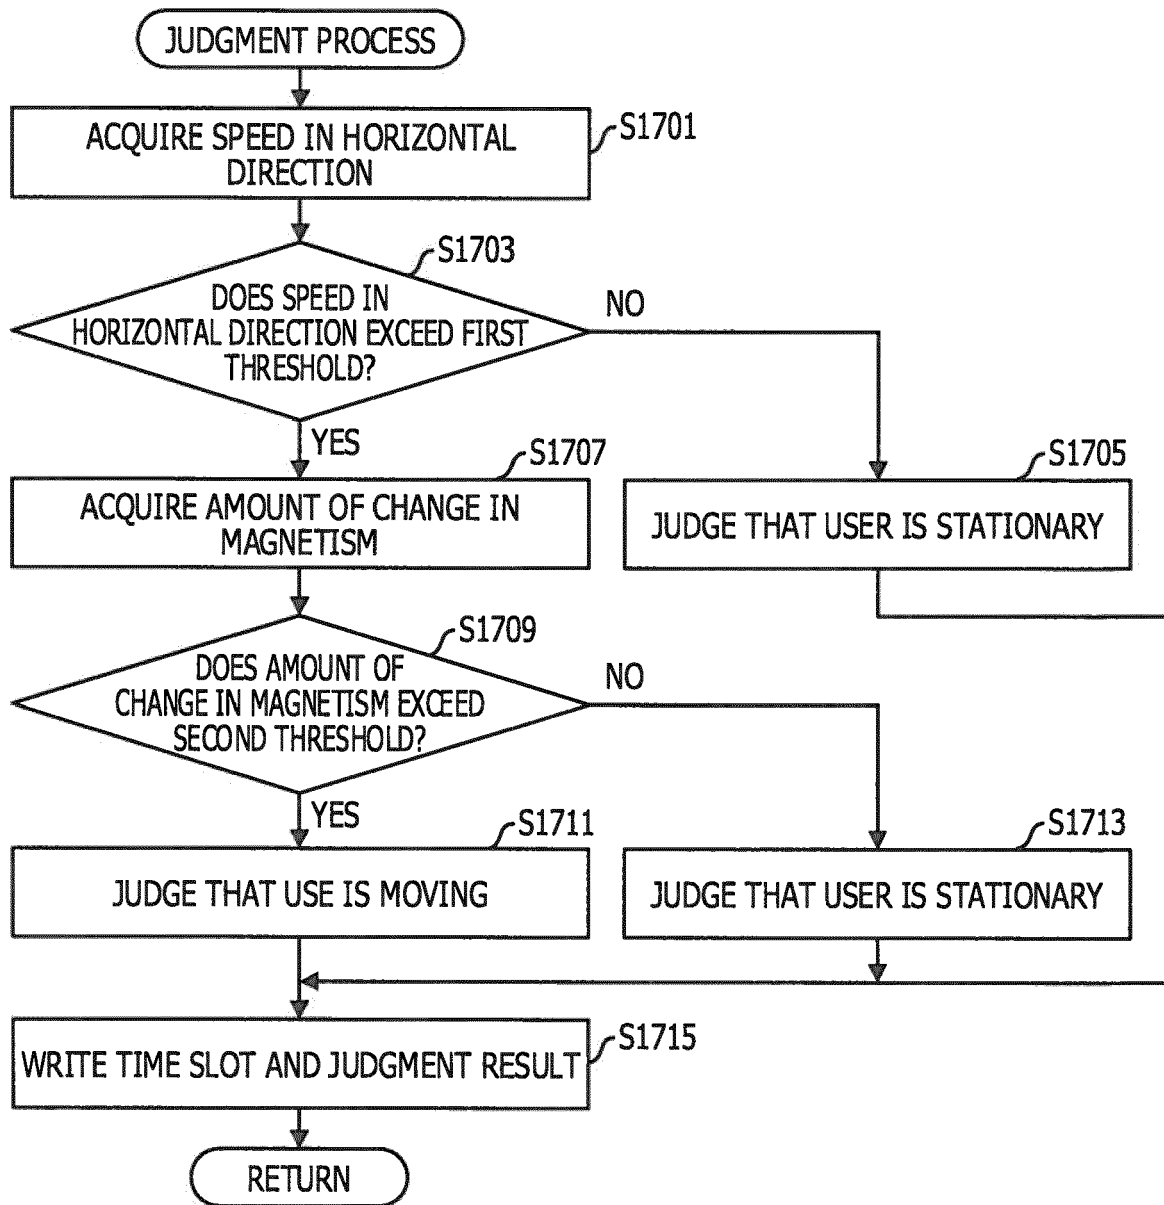 JUDGMENT PROCESS
ACQUIRE SPEED IN HORIZONTAL
DIRECTION
S1701
S1703
DOES SPEED IN
HORIZONTAL DIRECTION EXCEED FIRST
THRESHOLD?
NO
YES
S1707
ACQUIRE AMOUNT OF CHANGE IN
MAGNETISM
S1705
JUDGE THAT USER IS STATIONARY
S1709
DOES AMOUNT OF
CHANGE IN MAGNETISM EXCEED
SECOND THRESHOLD?
NO
YES
S1711
JUDGE THAT USE IS MOVING
S1713
JUDGE THAT USER IS STATIONARY
S1715
WRITE TIME SLOT AND JUDGMENT RESULT
RETURN